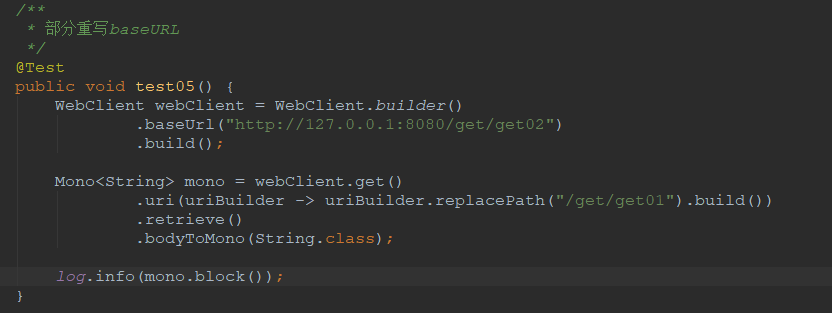 /**
 * 部分重写baseURL
 */
@Test
public void test05() {
    WebClient webClient = WebClient.builder()
            .baseUrl("http://127.0.0.1:8080/get/get02")
            .build();

    Mono<String> mono = webClient.get()
            .uri(uriBuilder -> uriBuilder.replacePath("/get/get01").build())
            .retrieve()
            .bodyToMono(String.class);

    log.info(mono.block());
}